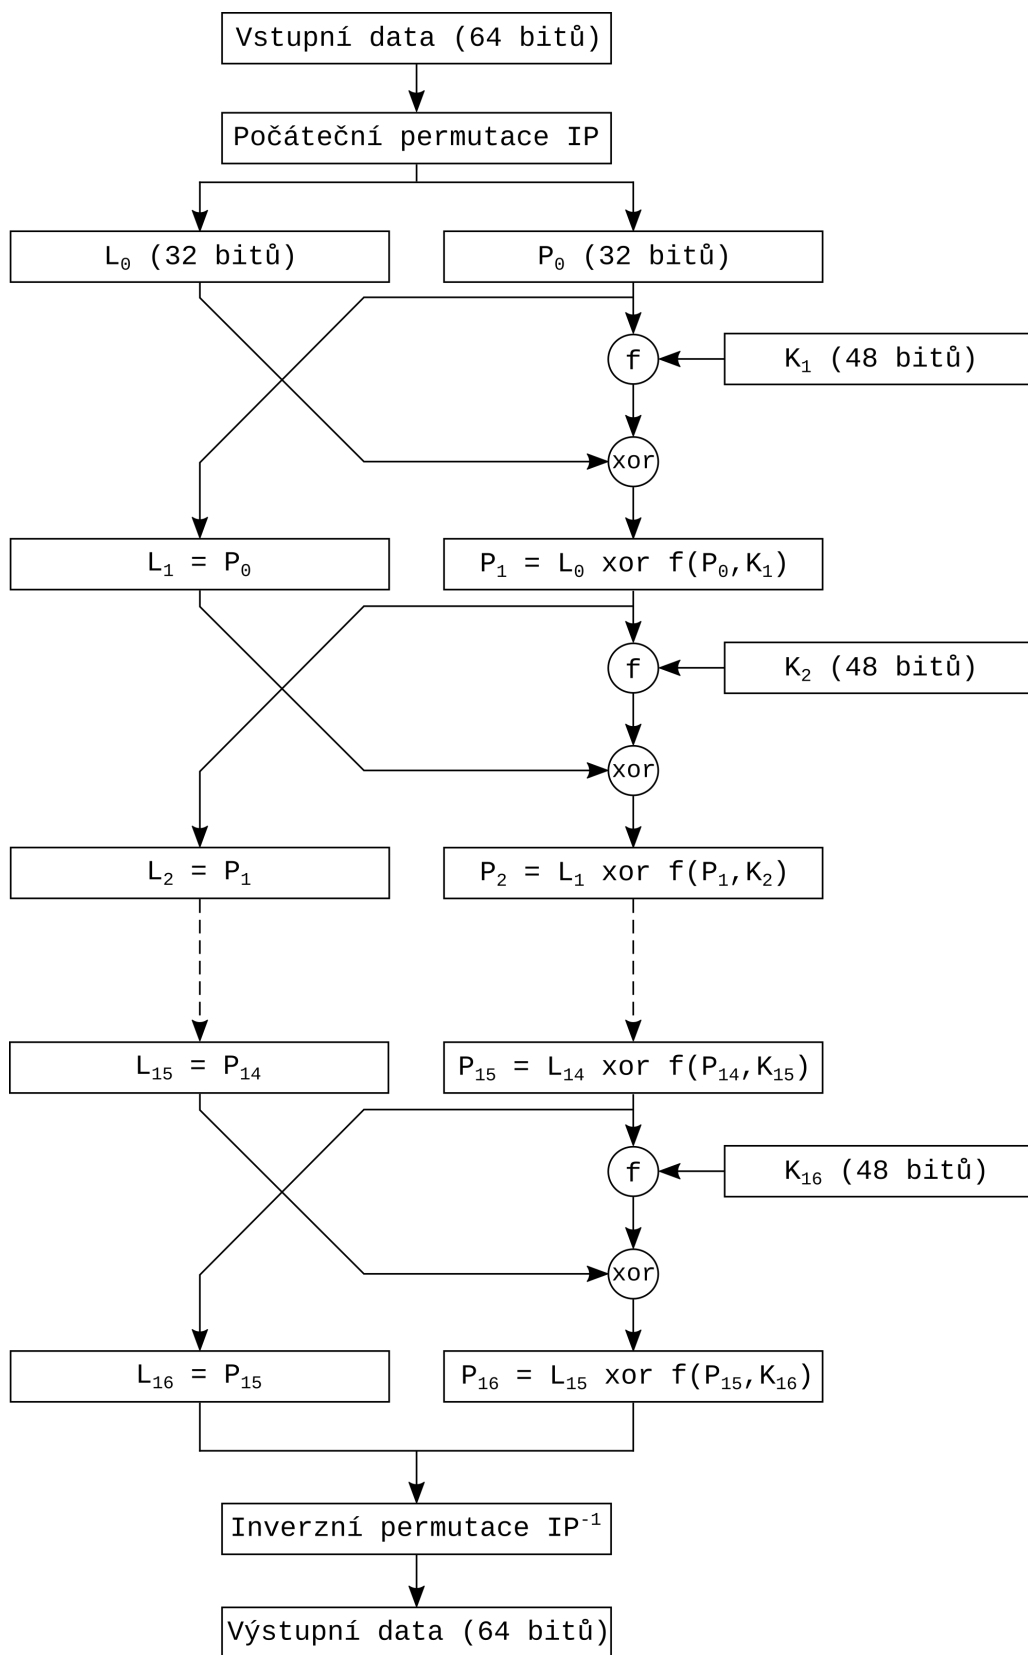 Vstupní data (64 bitů)
Počáteční permutace IP
L₀ (32 bitů)
P₀ (32 bitů)
f
K₁ (48 bitů)
xor
L₁ = P₀
P₁ = L₀ xor f(P₀,K₁)
f
K₂ (48 bitů)
xor
L₂ = P₁
P₂ = L₁ xor f(P₁,K₂)
L₁₅ = P₁₄
P₁₅ = L₁₄ xor f(P₁₄,K₁₅)
f
K₁₆ (48 bitů)
xor
L₁₆ = P₁₅
P₁₆ = L₁₅ xor f(P₁₅,K₁₆)
Inverzní permutace IP⁻¹
Výstupní data (64 bitů)